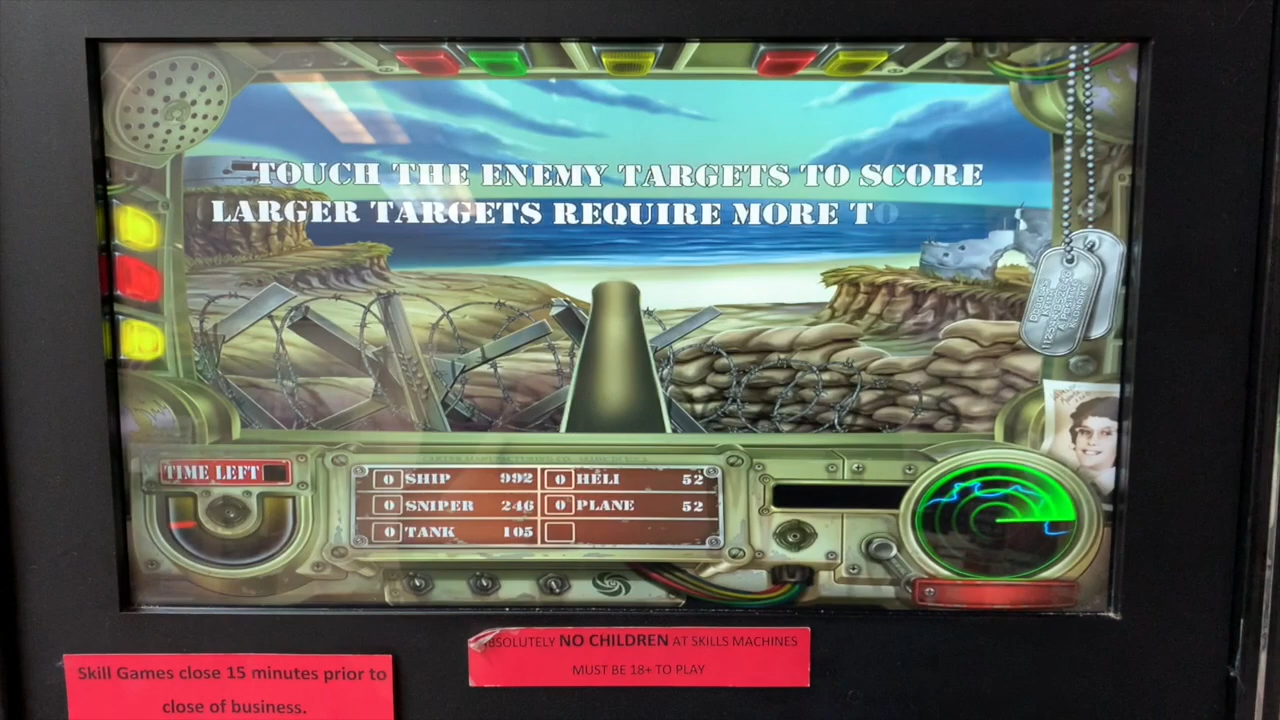 TOUCH THE ENEMY TARGETS TO SCORE
LARGER TARGETS REQUIRE MORE TO
TIME LEFT
0 SHIP 992 0 HELI 52
0 SNIPER 246 0 PLANE 52
0 TANK 105
ABSOLUTELY NO CHILDREN AT SKILLS MACHINES
MUST BE 18+ TO PLAY
Skill Games close 15 minutes prior to
close of business.